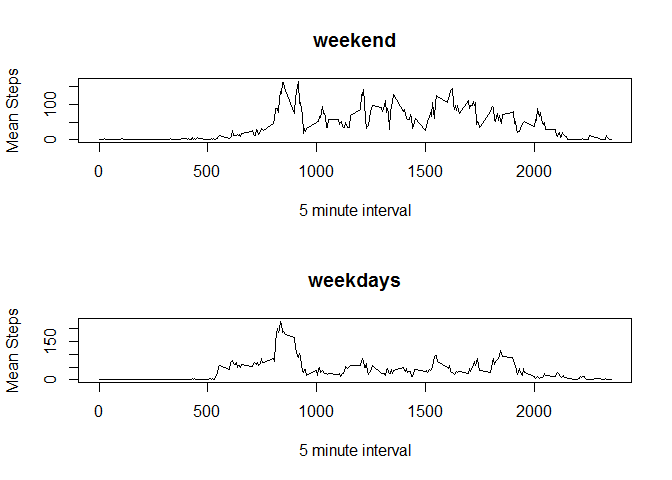 weekend
Mean Steps
100
0
0 500 1000 1500 2000
5 minute interval
weekdays
Mean Steps
150
0
0 500 1000 1500 2000
5 minute interval